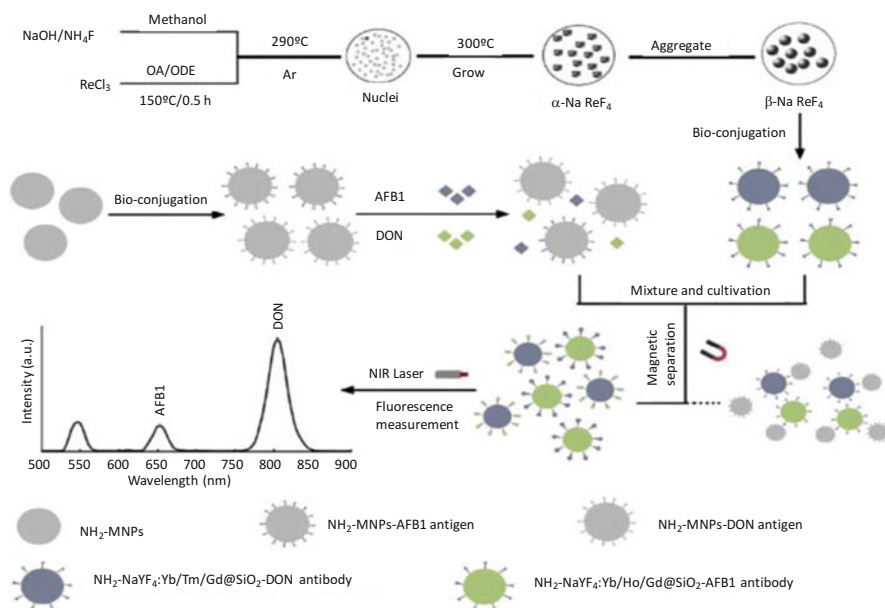 Methanol
NaOH/NH₄F
290ºC
300ºC
Aggregate
OA/ODE
Ar
Grow
ReCl₃
150ºC/0.5 h
Nuclei
α-Na ReF₄
β-Na ReF₄
Bio-conjugation
Bio-conjugation
AFB1
DON
Mixture and cultivation
Magnetic separation
NIR Laser
Fluorescence
measurement
DON
AFB1
Intensity (a.u.)
500 550 600 650 700 750 800 850 900
Wavelength (nm)
NH₂-MNPs
NH₂-MNPs-AFB1 antigen
NH₂-MNPs-DON antigen
NH₂-NaYF₄:Yb/Tm/Gd@SiO₂-DON antibody
NH₂-NaYF₄:Yb/Ho/Gd@SiO₂-AFB1 antibody